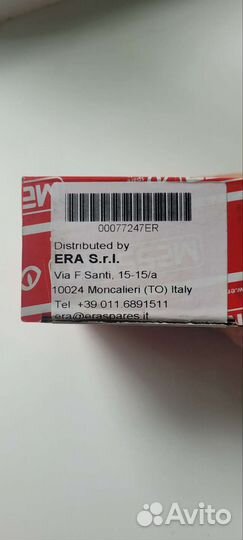 00077247ER
Distributed by
ERA S.r.l.
Via F Santi, 15-15/a
10024 Moncalieri (TO) Italy
Tel +39.011.6891511
era@eraspares.it
Avito